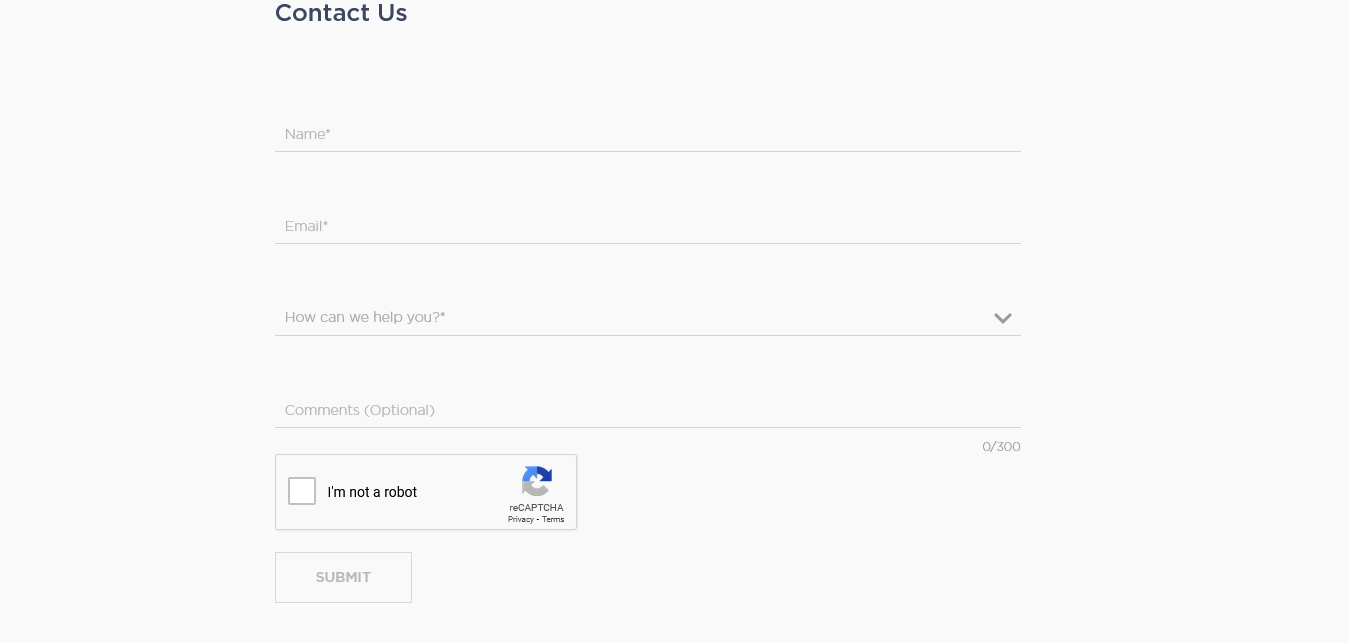 Contact Us
Name*
Email*
How can we help you?*
Comments (Optional)
0/300
I'm not a robot
reCAPTCHA
Privacy - Terms
SUBMIT